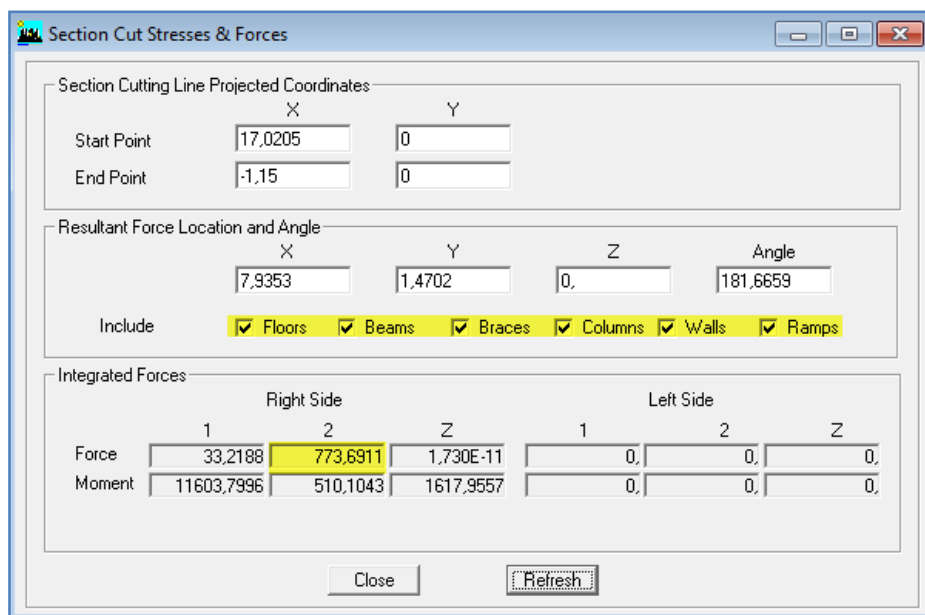 Section Cut Stresses & Forces
Section Cutting Line Projected Coordinates
X Y
Start Point 17,0205 0
End Point -1,15 0
Resultant Force Location and Angle
X Y Z Angle
7,9353 1,4702 0, 181,6659
Include Floors Beams Braces Columns Walls Ramps
Integrated Forces
Right Side Left Side
1 2 Z 1 2 Z
Force 33,2188 773,6911 1,730E-11 0, 0, 0,
Moment 11603,7996 510,1043 1617,9557 0, 0, 0,
Close Refresh